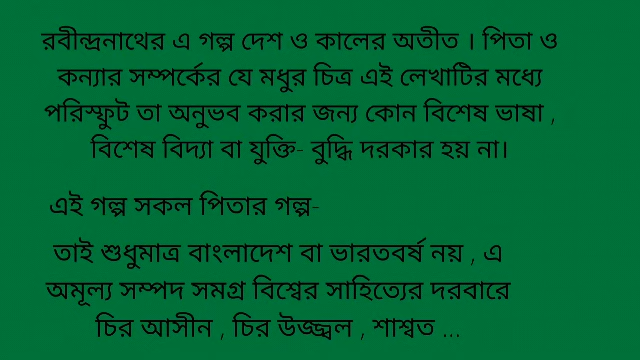 রবীন্দ্রনাথের এ গল্প দেশ ও কালের অতীত । পিতা ও
কন্যার সম্পর্কের যে মধুর চিত্র এই লেখাটির মধ্যে
পরিস্ফুট তা অনুভব করার জন্য কোন বিশেষ ভাষা ,
বিশেষ বিদ্যা বা যুক্তি- বুদ্ধি দরকার হয় না।
এই গল্প সকল পিতার গল্প-
তাই শুধুমাত্র বাংলাদেশ বা ভারতবর্ষ নয় , এ
অমূল্য সম্পদ সমগ্র বিশ্বের সাহিত্যের দরবারে
চির আসীন , চির উজ্জ্বল , শাশ্বত ...